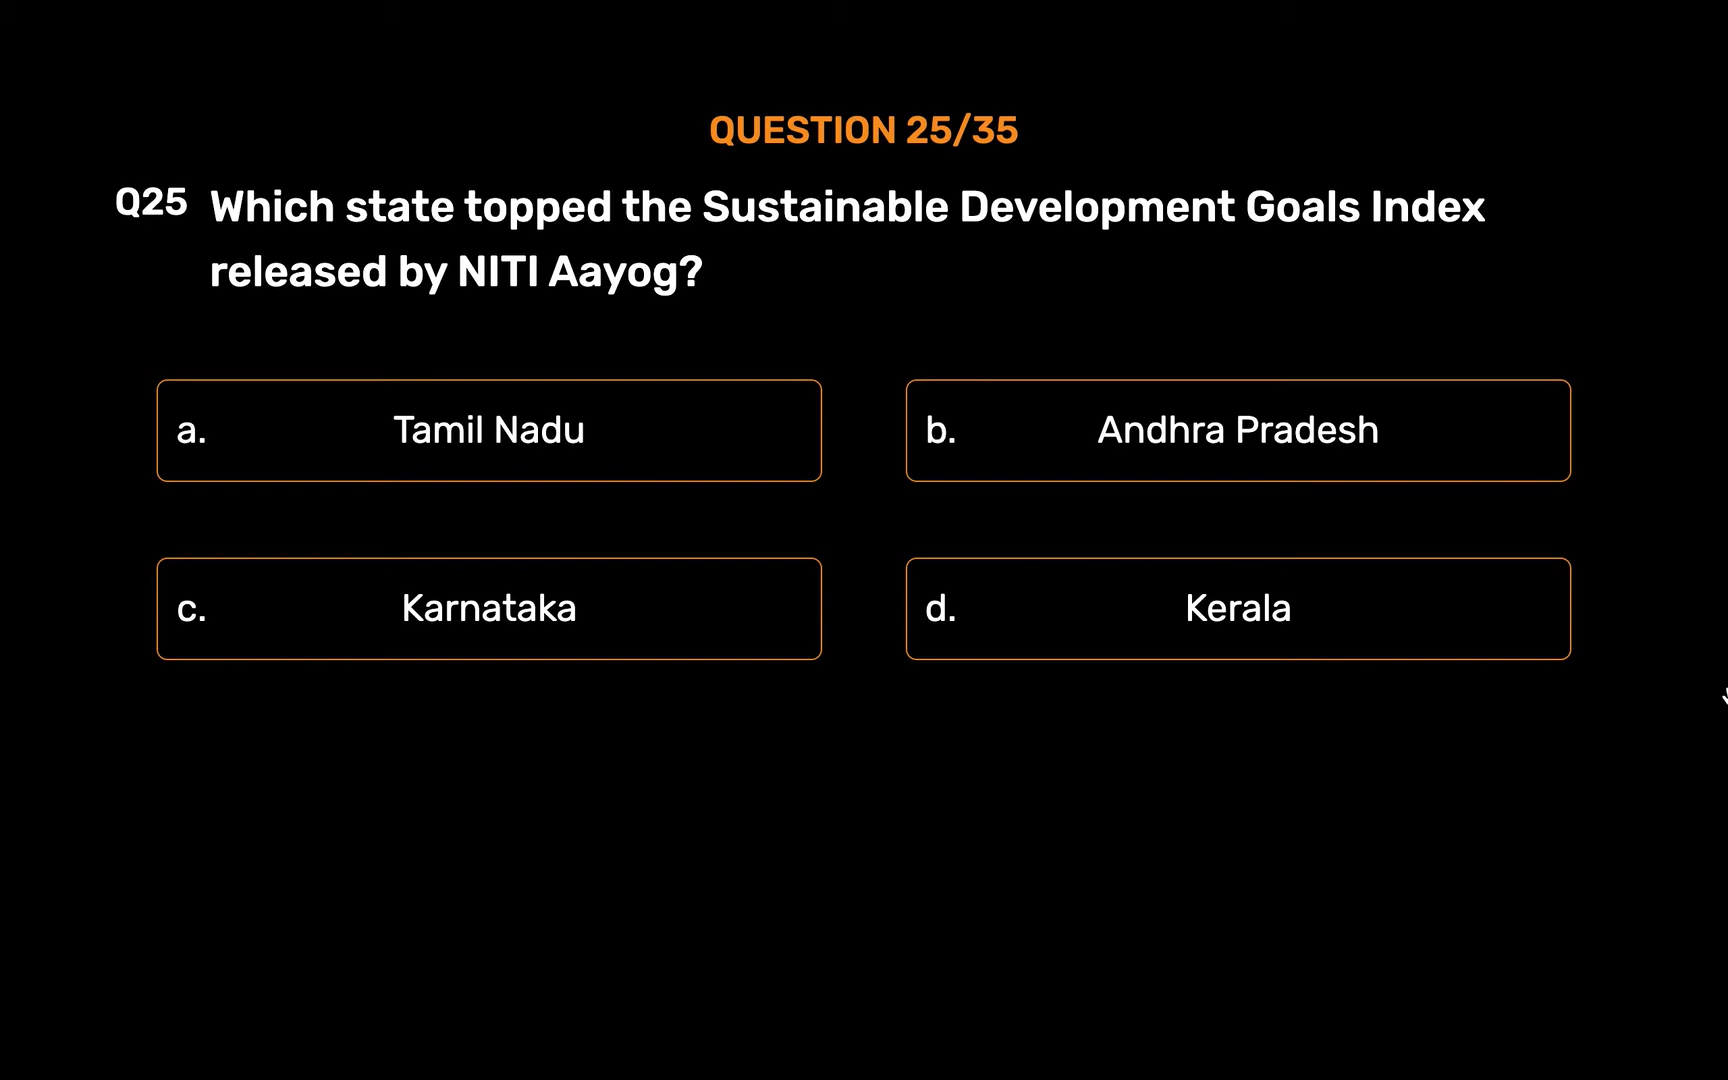 QUESTION 25/35
Q25 Which state topped the Sustainable Development Goals Index
released by NITI Aayog?
a. Tamil Nadu
b. Andhra Pradesh
c. Karnataka
d. Kerala